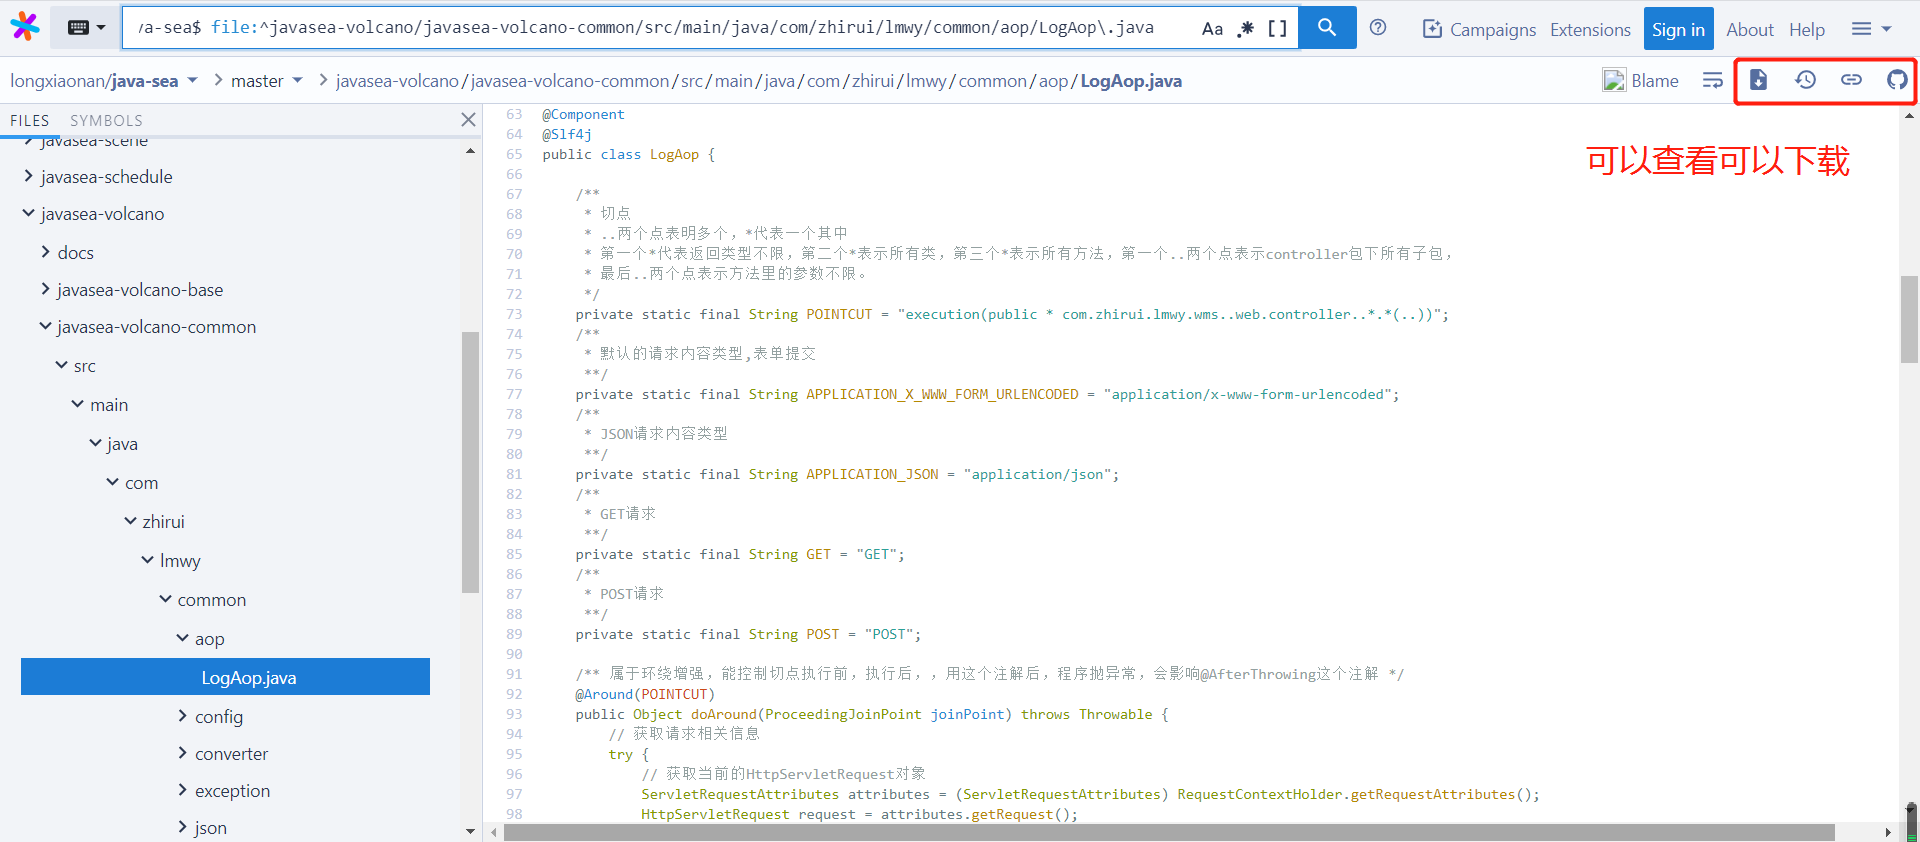 va-sea$ file:^javasea-volcano/javasea-volcano-common/src/main/java/com/zhirui/lmwy/common/aop/LogAop\.java
Aa .* [] Campaigns Extensions Sign in About Help
longxiaonan/java-sea master javasea-volcano/javasea-volcano-common/src/main/java/com/zhirui/lmwy/common/aop/LogAop.java Blame
可以查看可以下载
FILES SYMBOLS
javasea-scene
javasea-schedule
javasea-volcano
docs
javasea-volcano-base
javasea-volcano-common
src
main
java
com
zhirui
lmwy
common
aop
LogAop.java
config
converter
exception
json
63 @Component
64 @Slf4j
65 public class LogAop {
66
67 /**
68 * 切点
69 * ..两个点表明多个，*代表一个其中
70 * 第一个*代表返回类型不限，第二个*表示所有类，第三个*表示所有方法，第一个..两个点表示controller包下所有子包，
71 * 最后..两个点表示方法里的参数不限。
72 */
73 private static final String POINTCUT = "execution(public * com.zhirui.lmwy.wms..web.controller..*.*(..))";
74 /**
75 * 默认的请求内容类型,表单提交
76 **/
77 private static final String APPLICATION_X_WWW_FORM_URLENCODED = "application/x-www-form-urlencoded";
78 /**
79 * JSON请求内容类型
80 **/
81 private static final String APPLICATION_JSON = "application/json";
82 /**
83 * GET请求
84 **/
85 private static final String GET = "GET";
86 /**
87 * POST请求
88 **/
89 private static final String POST = "POST";
90
91 /** 属于环绕增强，能控制切点执行前，执行后，，用这个注解后，程序抛异常，会影响@AfterThrowing这个注解 */
92 @Around(POINTCUT)
93 public Object doAround(ProceedingJoinPoint joinPoint) throws Throwable {
94 // 获取请求相关信息
95 try {
96 // 获取当前的HttpServletRequest对象
97 ServletRequestAttributes attributes = (ServletRequestAttributes) RequestContextHolder.getRequestAttributes();
98 HttpServletRequest request = attributes.getRequest();